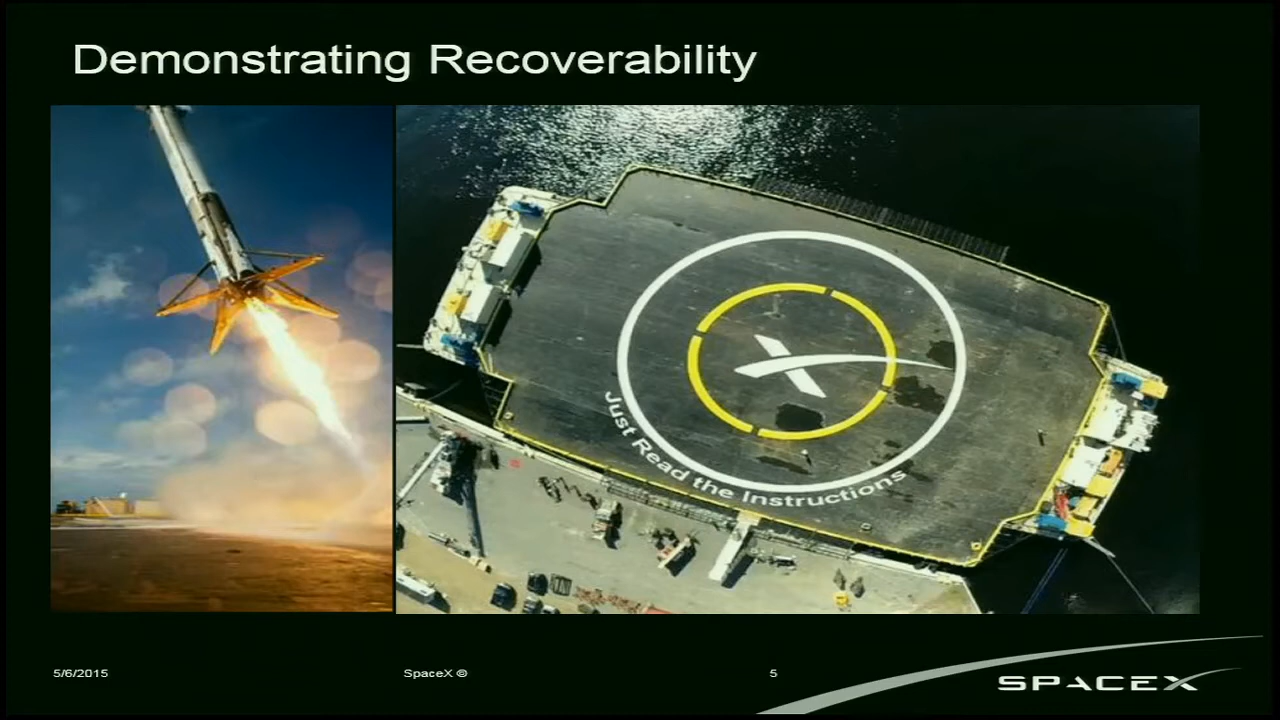 Demonstrating Recoverability
Just Read the Instructions
5/6/2015
SpaceX ©
5
SPACEX